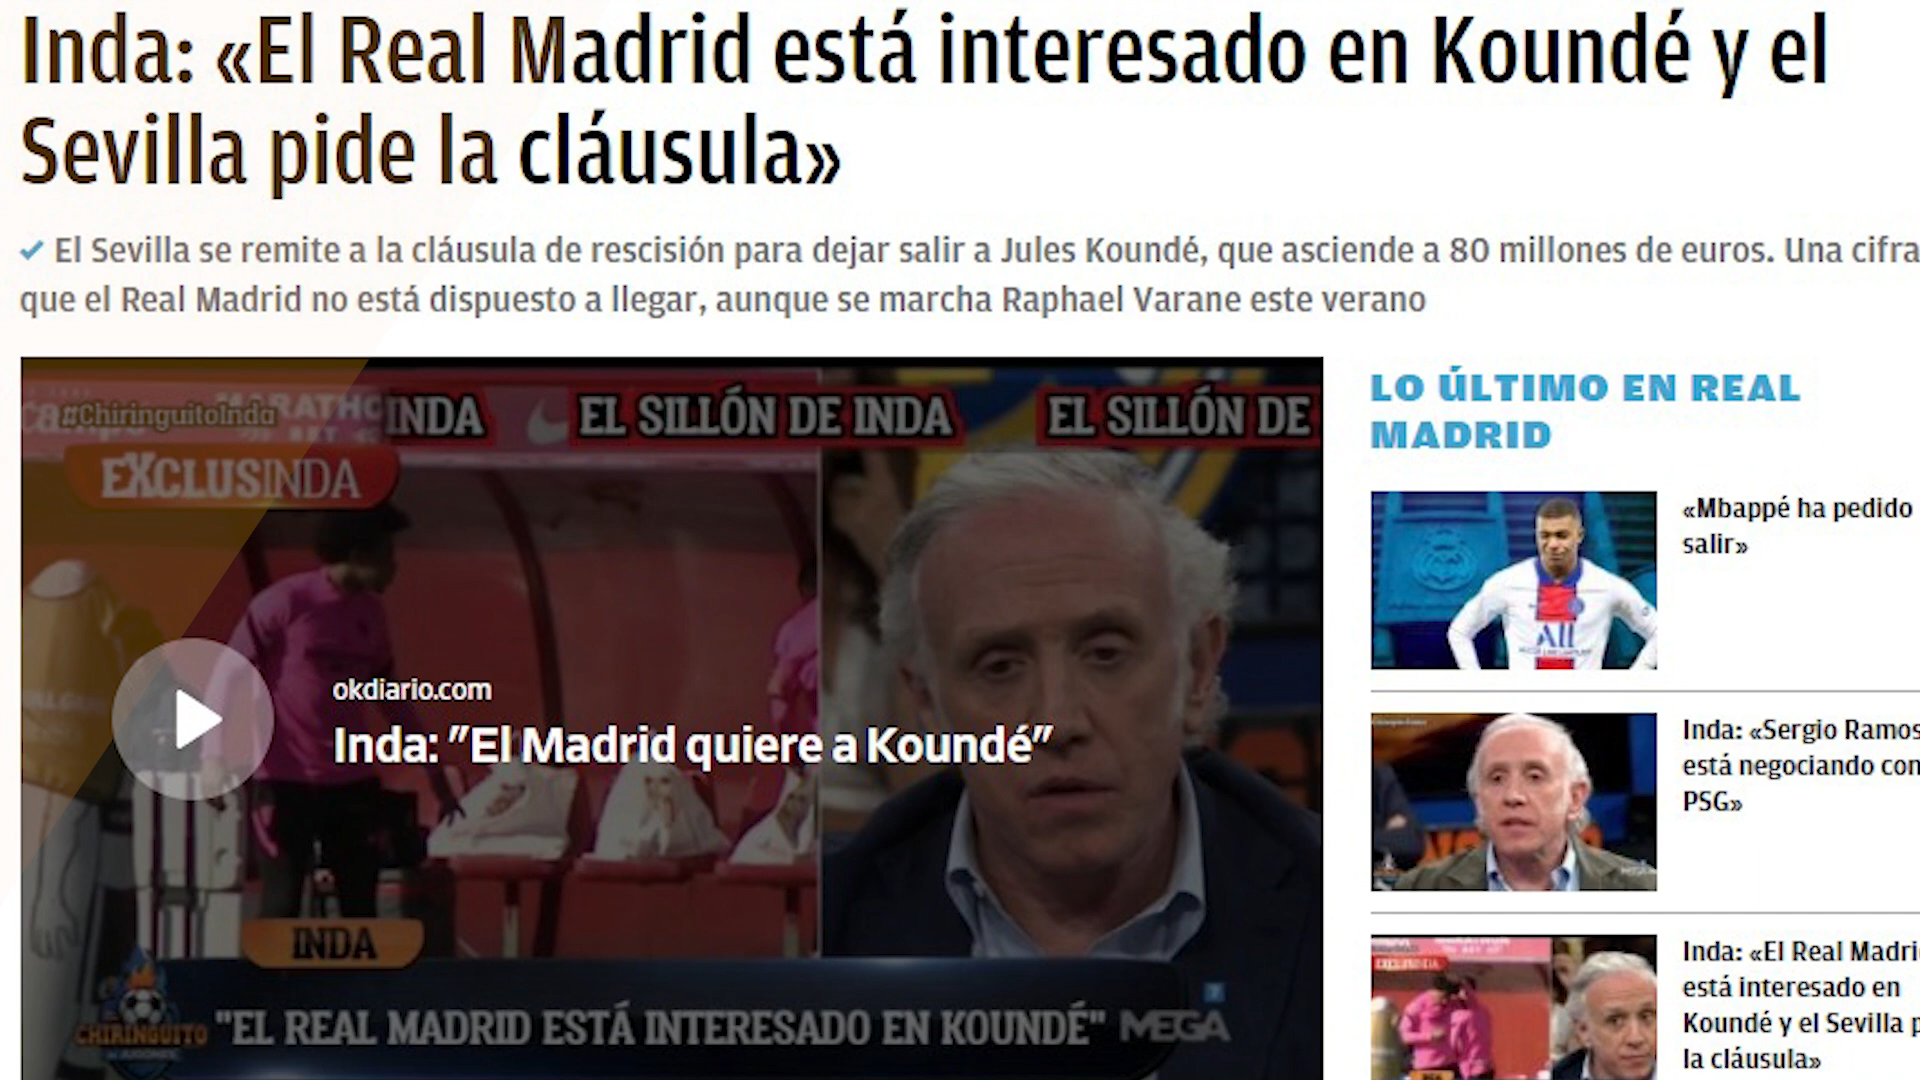 Inda: «El Real Madrid está interesado en Koundé y el
Sevilla pide la cláusula»
El Sevilla se remite a la cláusula de rescisión para dejar salir a Jules Koundé, que asciende a 80 millones de euros. Una cifra
que el Real Madrid no está dispuesto a llegar, aunque se marcha Raphael Varane este verano
#ChiringuitoInda
INDA
EL SILLÓN DE INDA
EL SILLÓN DE
EXCLUSINDA
okdiario.com
Inda: "El Madrid quiere a Koundé"
INDA
CHIRINGUITO
"EL REAL MADRID ESTÁ INTERESADO EN KOUNDÉ"
MEGA
LO ÚLTIMO EN REAL
MADRID
«Mbappé ha pedido
salir»
Inda: «Sergio Ramos
está negociando con
PSG»
EXCLUSINDA
Inda: «El Real Madri
está interesado en
Koundé y el Sevilla p
la cláusula»